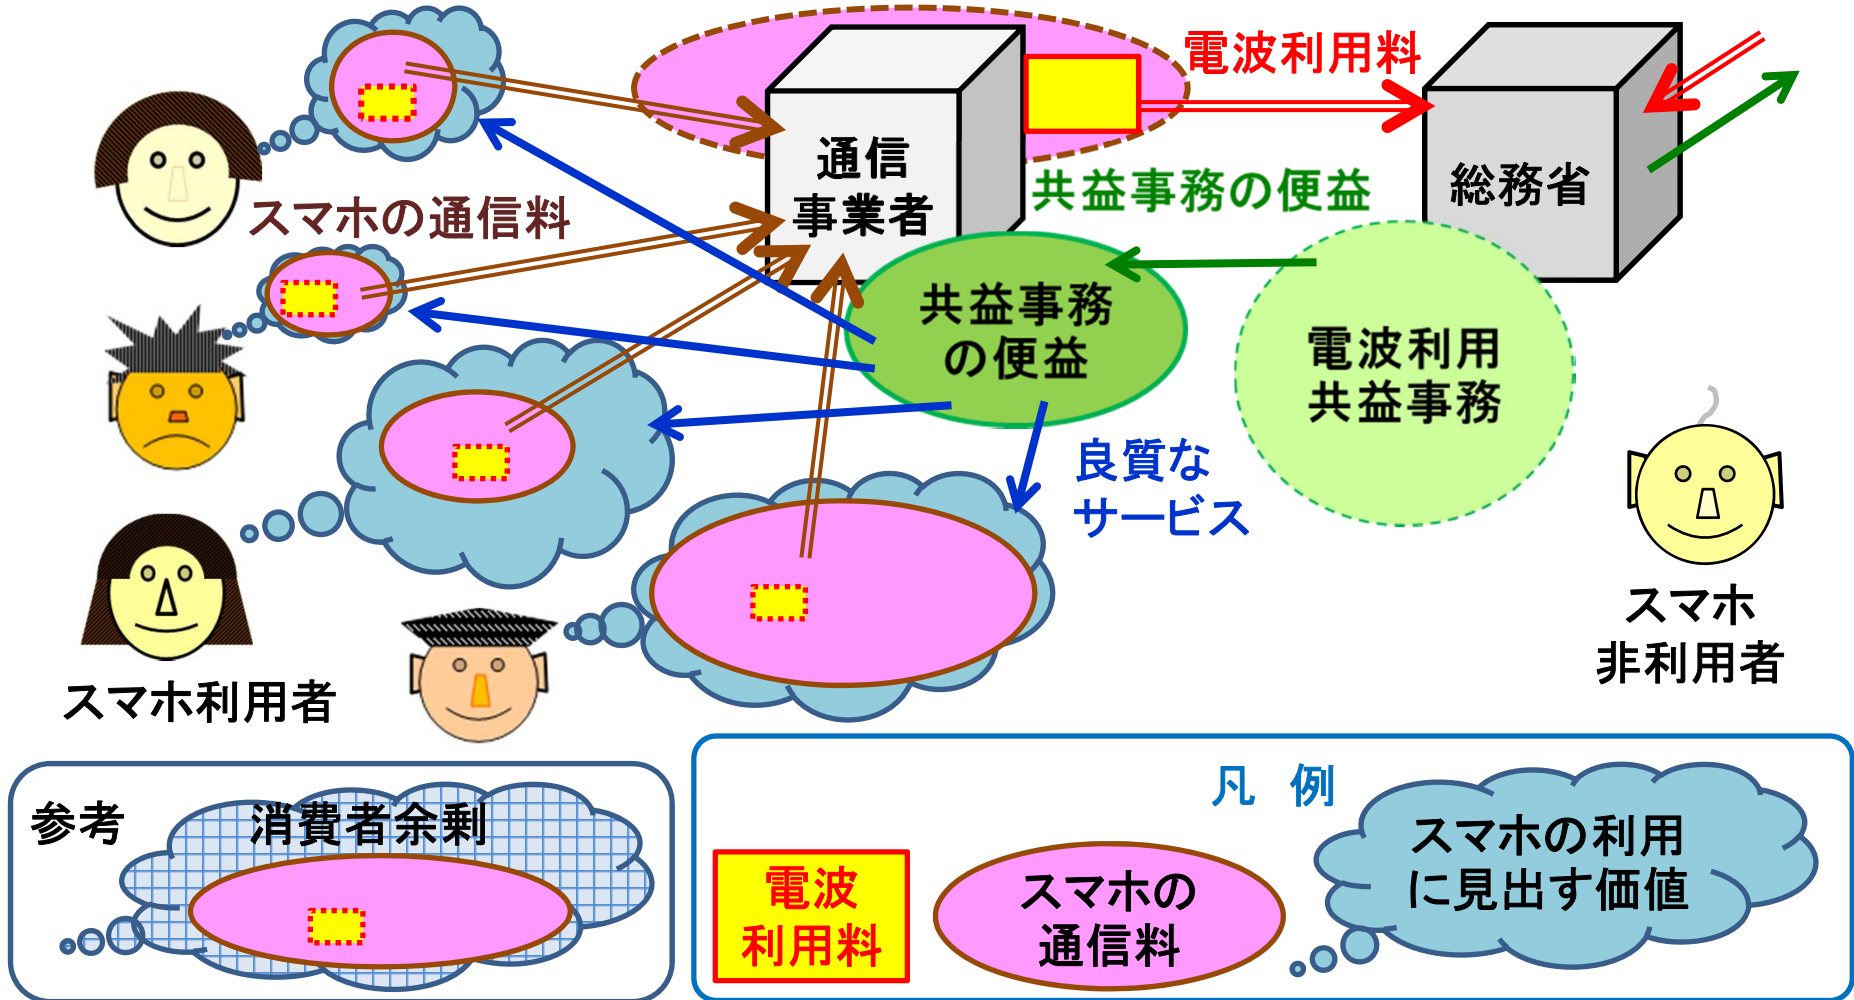 電波利用料
通信
事業者
総務省
共益事務の便益
スマホの通信料
共益事務
の便益
電波利用
共益事務
良質な
サービス
スマホ
非利用者
スマホ利用者
参考
消費者余剰
凡 例
電波
利用料
スマホの
通信料
スマホの利用
に見出す価値